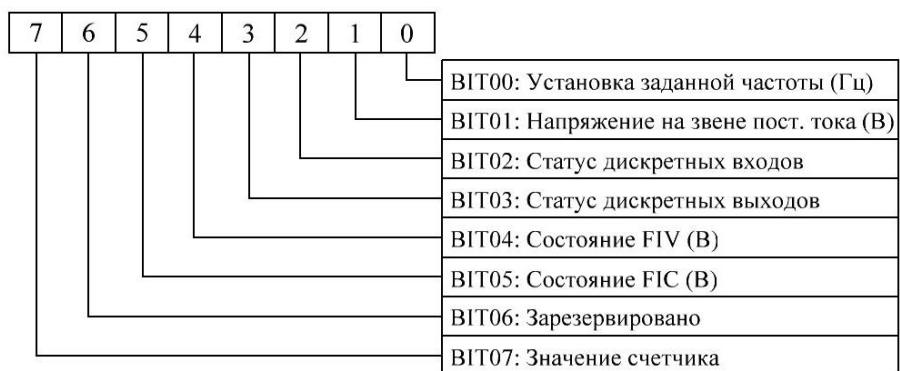 7 6 5 4 3 2 1 0
BIT00: Установка заданной частоты (Гц)
BIT01: Напряжение на звене пост. тока (В)
BIT02: Статус дискретных входов
BIT03: Статус дискретных выходов
BIT04: Состояние FIV (В)
BIT05: Состояние FIC (В)
BIT06: Зарезервировано
BIT07: Значение счетчика